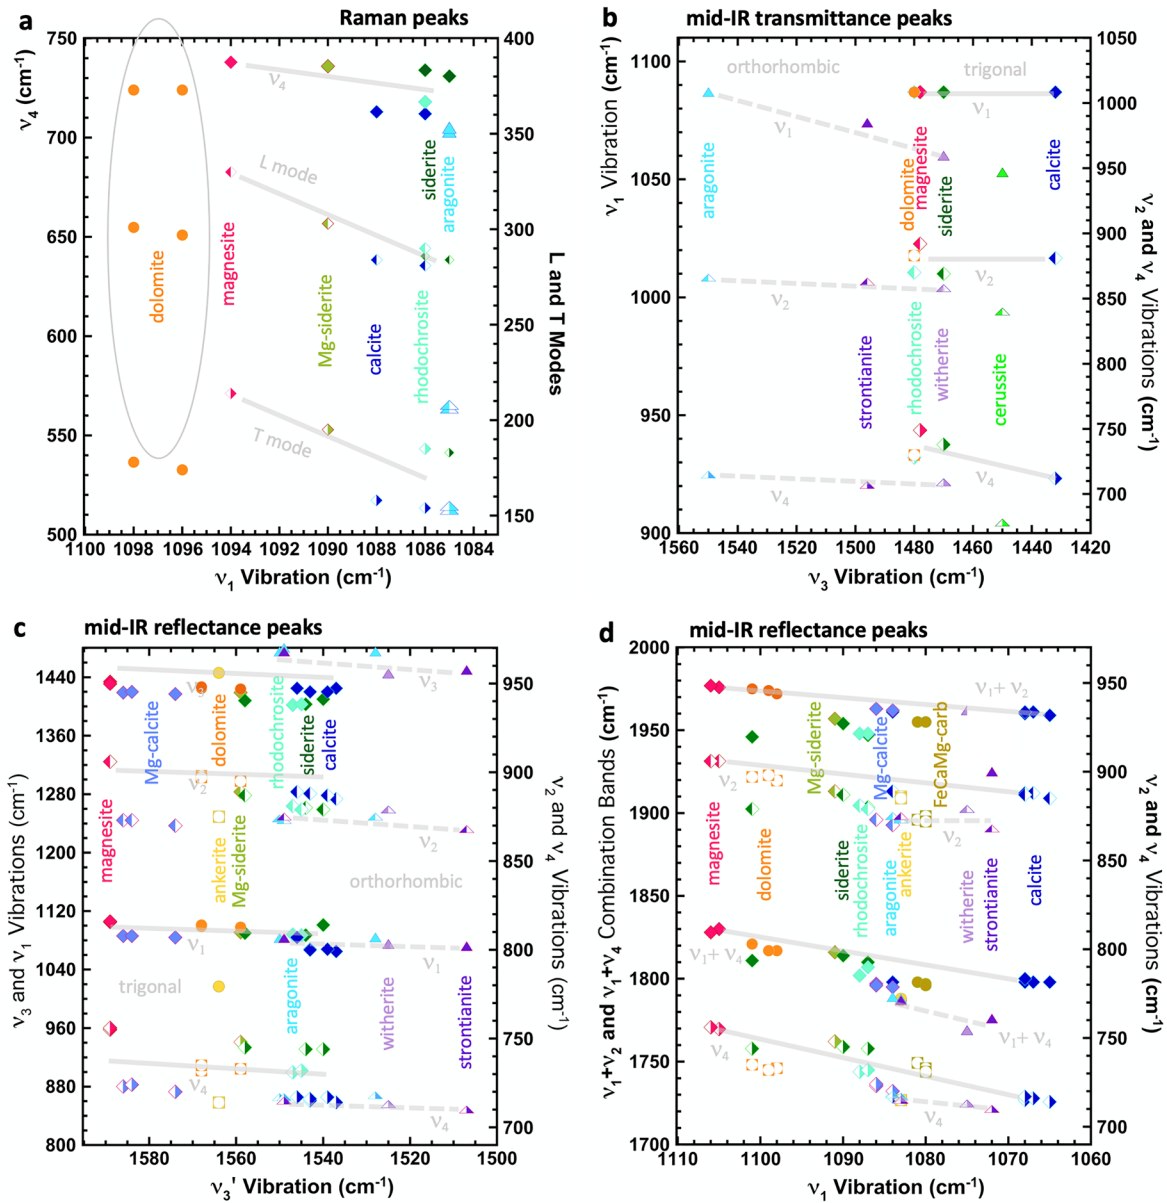 a
Raman peaks
ν4 (cm-1)
750
700
650
600
550
500
400
350
300
250
200
150
L and T Modes
1100
1098
1096
1094
1092
1090
1088
1086
1084
ν1 Vibration (cm-1)
ν4
L mode
T mode
dolomite
magnesite
Mg-siderite
calcite
rhodochrosite
siderite
aragonite
b
mid-IR transmittance peaks
ν1 Vibration (cm-1)
1100
1050
1000
950
900
1050
1000
950
900
850
800
750
700
ν2 and ν4 Vibrations (cm-1)
1560
1540
1520
1500
1480
1460
1440
1420
ν3 Vibration (cm-1)
orthorhombic
trigonal
ν1
ν1
ν2
ν2
ν4
ν4
aragonite
dolomite
magnesite
siderite
calcite
strontianite
rhodochrosite
witherite
cerussite
c
mid-IR reflectance peaks
ν3 and ν1 Vibrations (cm-1)
1440
1360
1280
1200
1120
1040
960
880
800
950
900
850
800
750
700
ν2 and ν4 Vibrations (cm-1)
1580
1560
1540
1520
1500
ν3' Vibration (cm-1)
ν3
ν3
ν2
ν2
ν1
ν1
ν4
ν4
orthorhombic
trigonal
magnesite
Mg-calcite
dolomite
ankerite
Mg-siderite
rhodochrosite
siderite
calcite
aragonite
witherite
strontianite
d
mid-IR reflectance peaks
ν1+ν2 and ν1+ν4 Combination Bands (cm-1)
2000
1950
1900
1850
1800
1750
1700
950
900
850
800
750
700
ν2 and ν4 Vibrations (cm-1)
1110
1100
1090
1080
1070
1060
ν1 Vibration (cm-1)
ν1+ ν2
ν2
ν2
ν1+ ν4
ν1+ ν4
ν4
ν4
magnesite
dolomite
Mg-siderite
siderite
rhodochrosite
Mg-calcite
aragonite
ankerite
FeCaMg-carb
witherite
strontianite
calcite